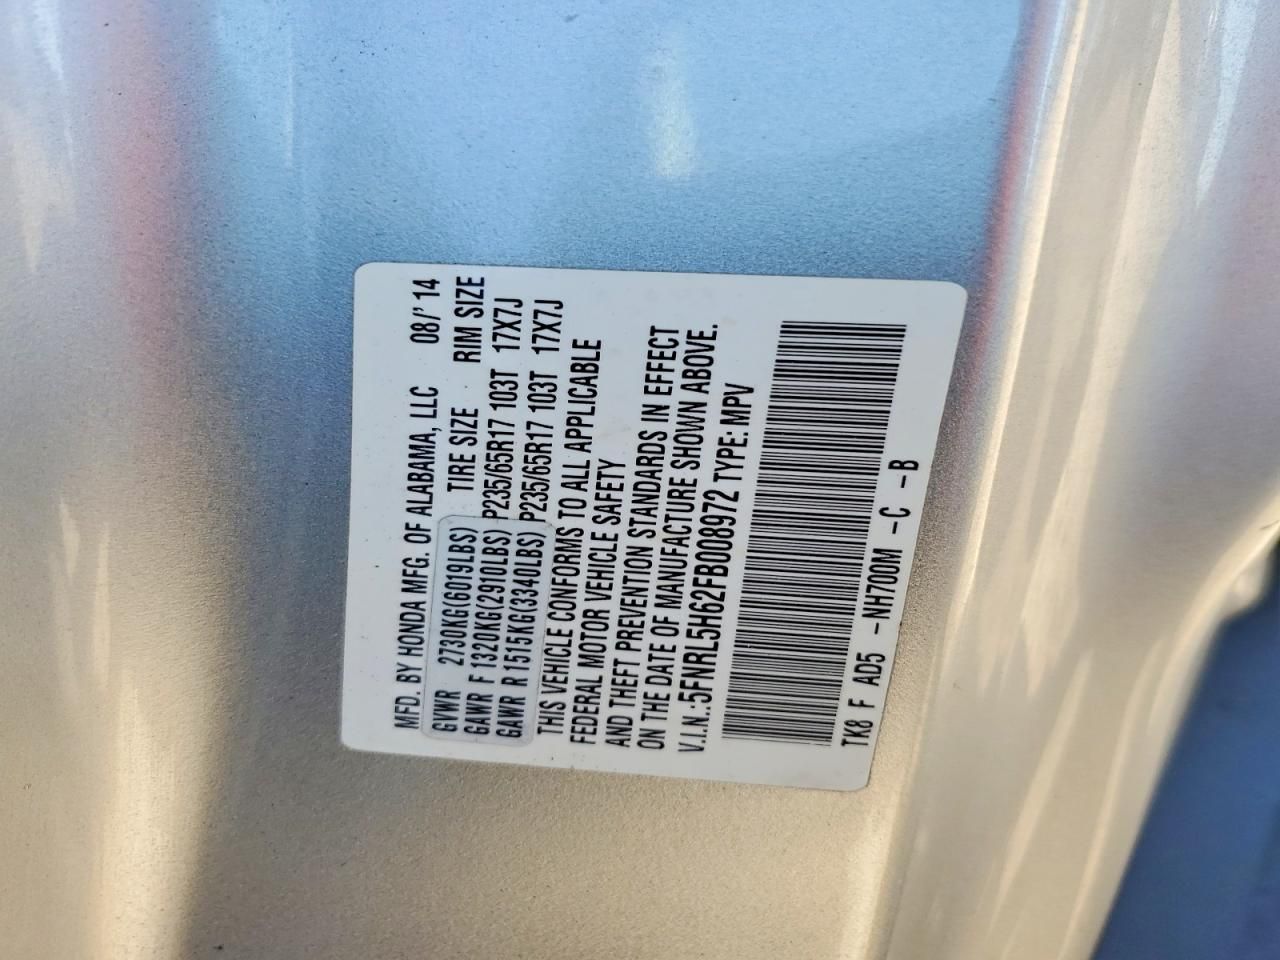 MFD. BY HONDA MFG. OF ALABAMA, LLC 08/'14
GVWR 2730KG(6019LBS) TIRE SIZE RIM SIZE
GAWR F 1320KG(2910LBS) P235/65R17 103T 17X7J
GAWR R 1515KG(3340LBS) P235/65R17 103T 17X7J
THIS VEHICLE CONFORMS TO ALL APPLICABLE
FEDERAL MOTOR VEHICLE SAFETY
AND THEFT PREVENTION STANDARDS IN EFFECT
ON THE DATE OF MANUFACTURE SHOWN ABOVE.
V.I.N.:5FNRL5H62FB008972 TYPE: MPV
TK8 F AD5 -NH700M -C -B